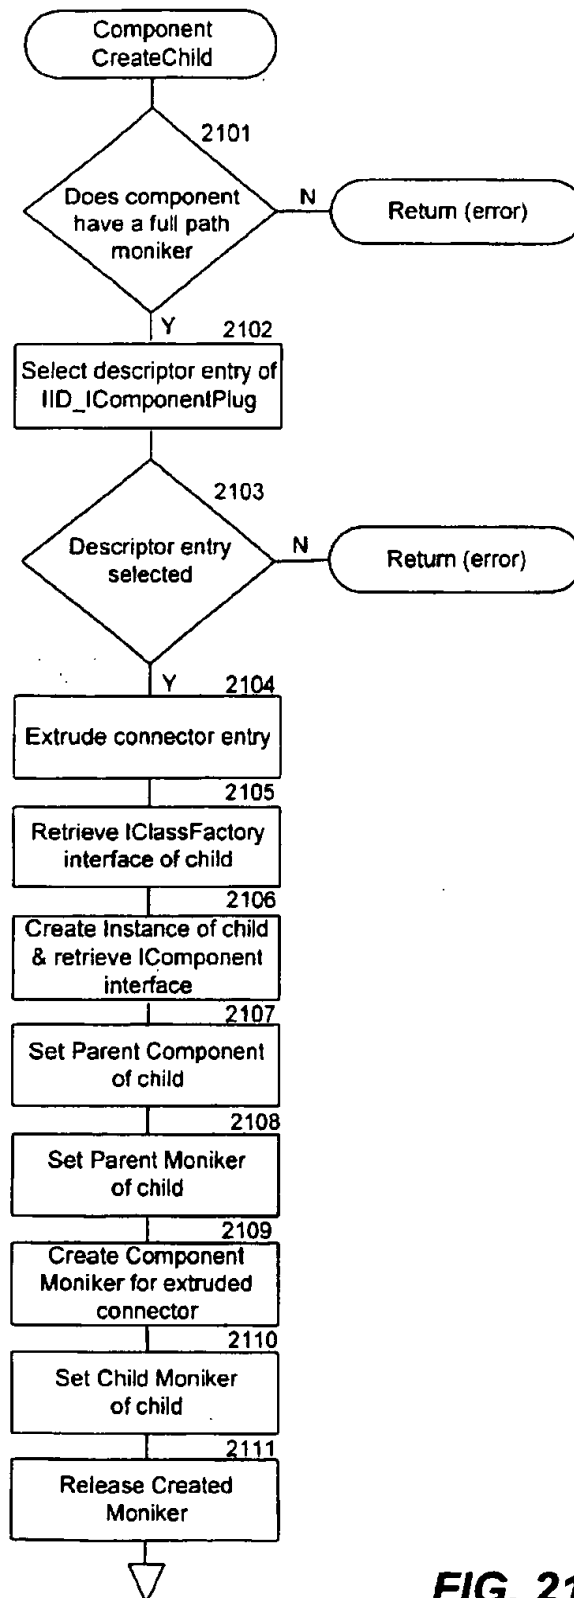 Component
CreateChild
2101
Does component
have a full path
moniker
N
Return (error)
Y
2102
Select descriptor entry of
IID_IComponentPlug
2103
Descriptor entry
selected
N
Return (error)
Y
2104
Extrude connector entry
2105
Retrieve IClassFactory
interface of child
2106
Create Instance of child
& retrieve IComponent
interface
2107
Set Parent Component
of child
2108
Set Parent Moniker
of child
2109
Create Component
Moniker for extruded
connector
2110
Set Child Moniker
of child
2111
Release Created
Moniker
FIG. 21